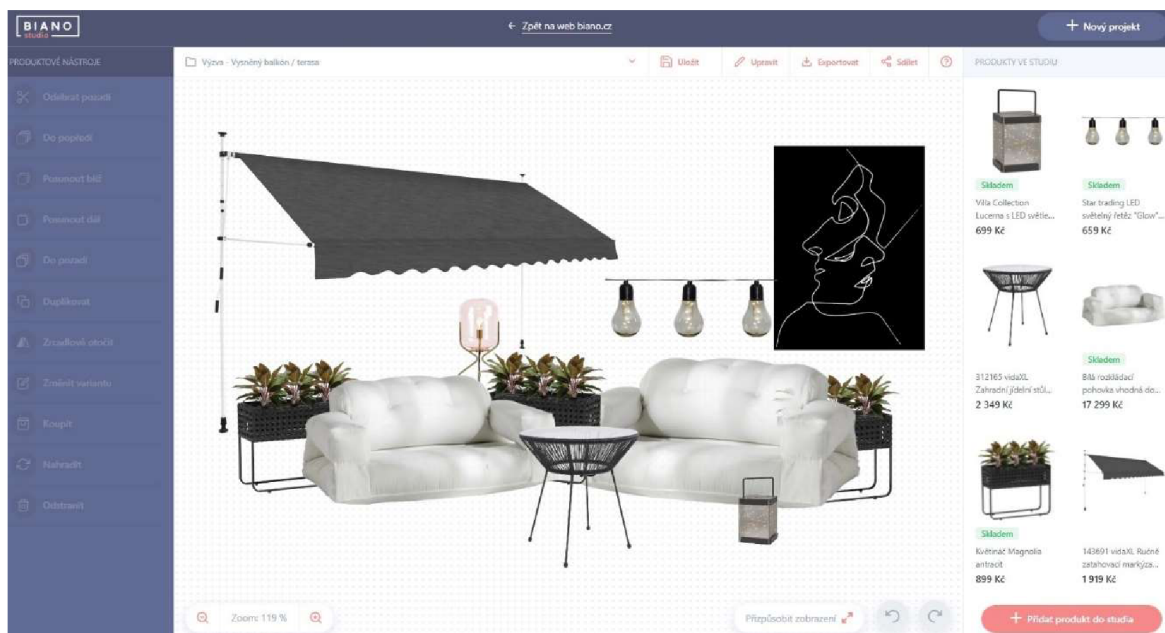 BIANO
studio
← Zpět na web biano.cz
+ Nový projekt
PRODUKTOVÉ NÁSTROJE
Výzva - Vysněný balkón / terasa
Uložit
Upravit
Exportovat
Sdílet
PRODUKTY VE STUDIU
Odebrat pozadí
Do popředí
Posunout blíž
Posunout dál
Do pozadí
Duplikovat
Zrcadlově otočit
Změnit variantu
Koupit
Nahradit
Odstranit
Skladem
Villa Collection
Lucerna s LED světle...
699 Kč
Skladem
Star trading LED
světelný řetěz "Glow"...
659 Kč
312165 vidaXL
Zahradní jídelní stůl...
2 349 Kč
Skladem
Bílá rozkládací
pohovka vhodná do...
17 299 Kč
Skladem
Květináč Magnolia
antracit
899 Kč
143691 vidaXL Ručně
zatahovací markýza...
1 919 Kč
Zoom: 119 %
Přizpůsobit zobrazení
+ Přidat produkt do studia